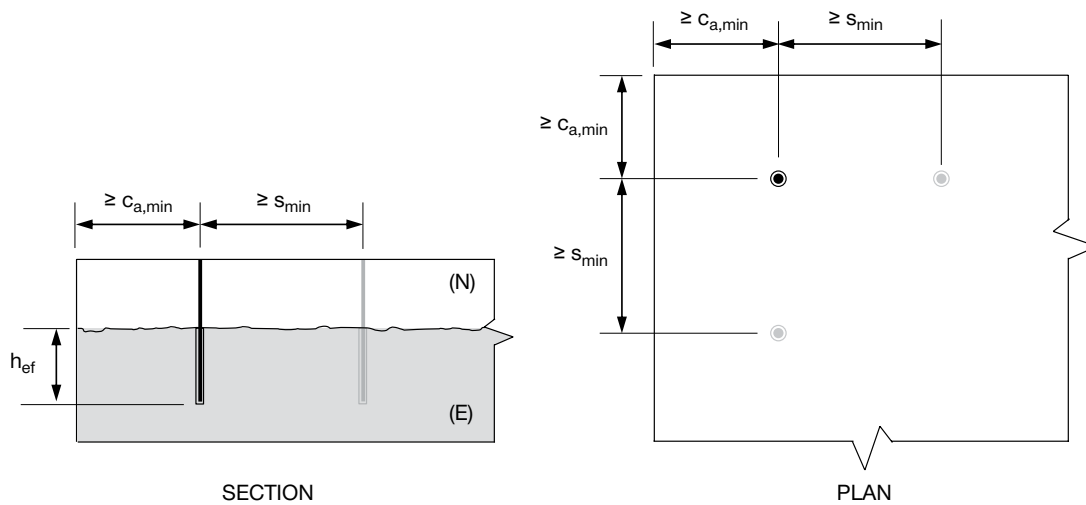 ≥ c_a,min
≥ s_min
(N)
h_ef
(E)
SECTION
≥ c_a,min
≥ s_min
≥ c_a,min
≥ s_min
PLAN